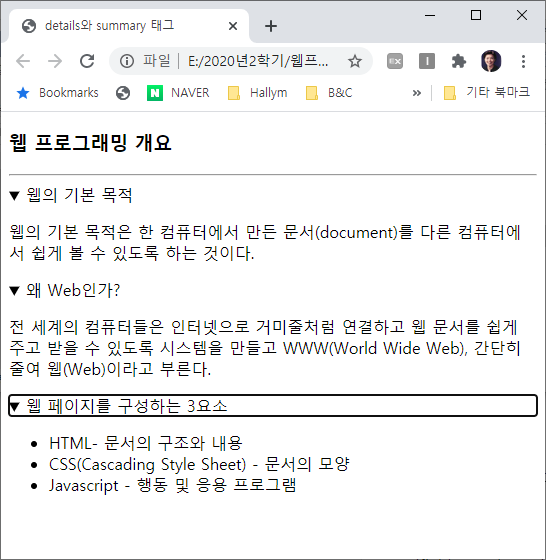 details와 summary 태그
파일 E:/2020년2학기/웹프...
Bookmarks NAVER Hallym B&C » 기타 북마크
웹 프로그래밍 개요
웹의 기본 목적
웹의 기본 목적은 한 컴퓨터에서 만든 문서(document)를 다른 컴퓨터에
서 쉽게 볼 수 있도록 하는 것이다.
왜 Web인가?
전 세계의 컴퓨터들은 인터넷으로 거미줄처럼 연결하고 웹 문서를 쉽게
주고 받을 수 있도록 시스템을 만들고 WWW(World Wide Web), 간단히
줄여 웹(Web)이라고 부른다.
웹 페이지를 구성하는 3요소
HTML- 문서의 구조와 내용
CSS(Cascading Style Sheet) - 문서의 모양
Javascript - 행동 및 응용 프로그램